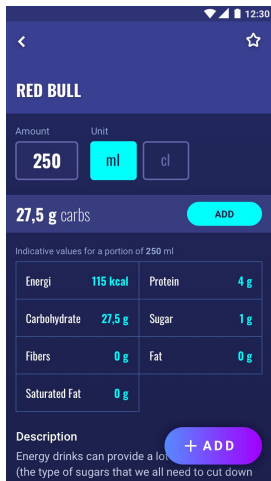 12:30
RED BULL
Amount Unit
250 ml cl
27,5 g carbs ADD
Indicative values for a portion of 250 ml
Energi 115 kcal Protein 4 g
Carbohydrate 27,5 g Sugar 1 g
Fibers 0 g Fat 0 g
Saturated Fat 0 g
Description
+ ADD
Energy drinks can provide a lot
(the type of sugars that we all need to cut down